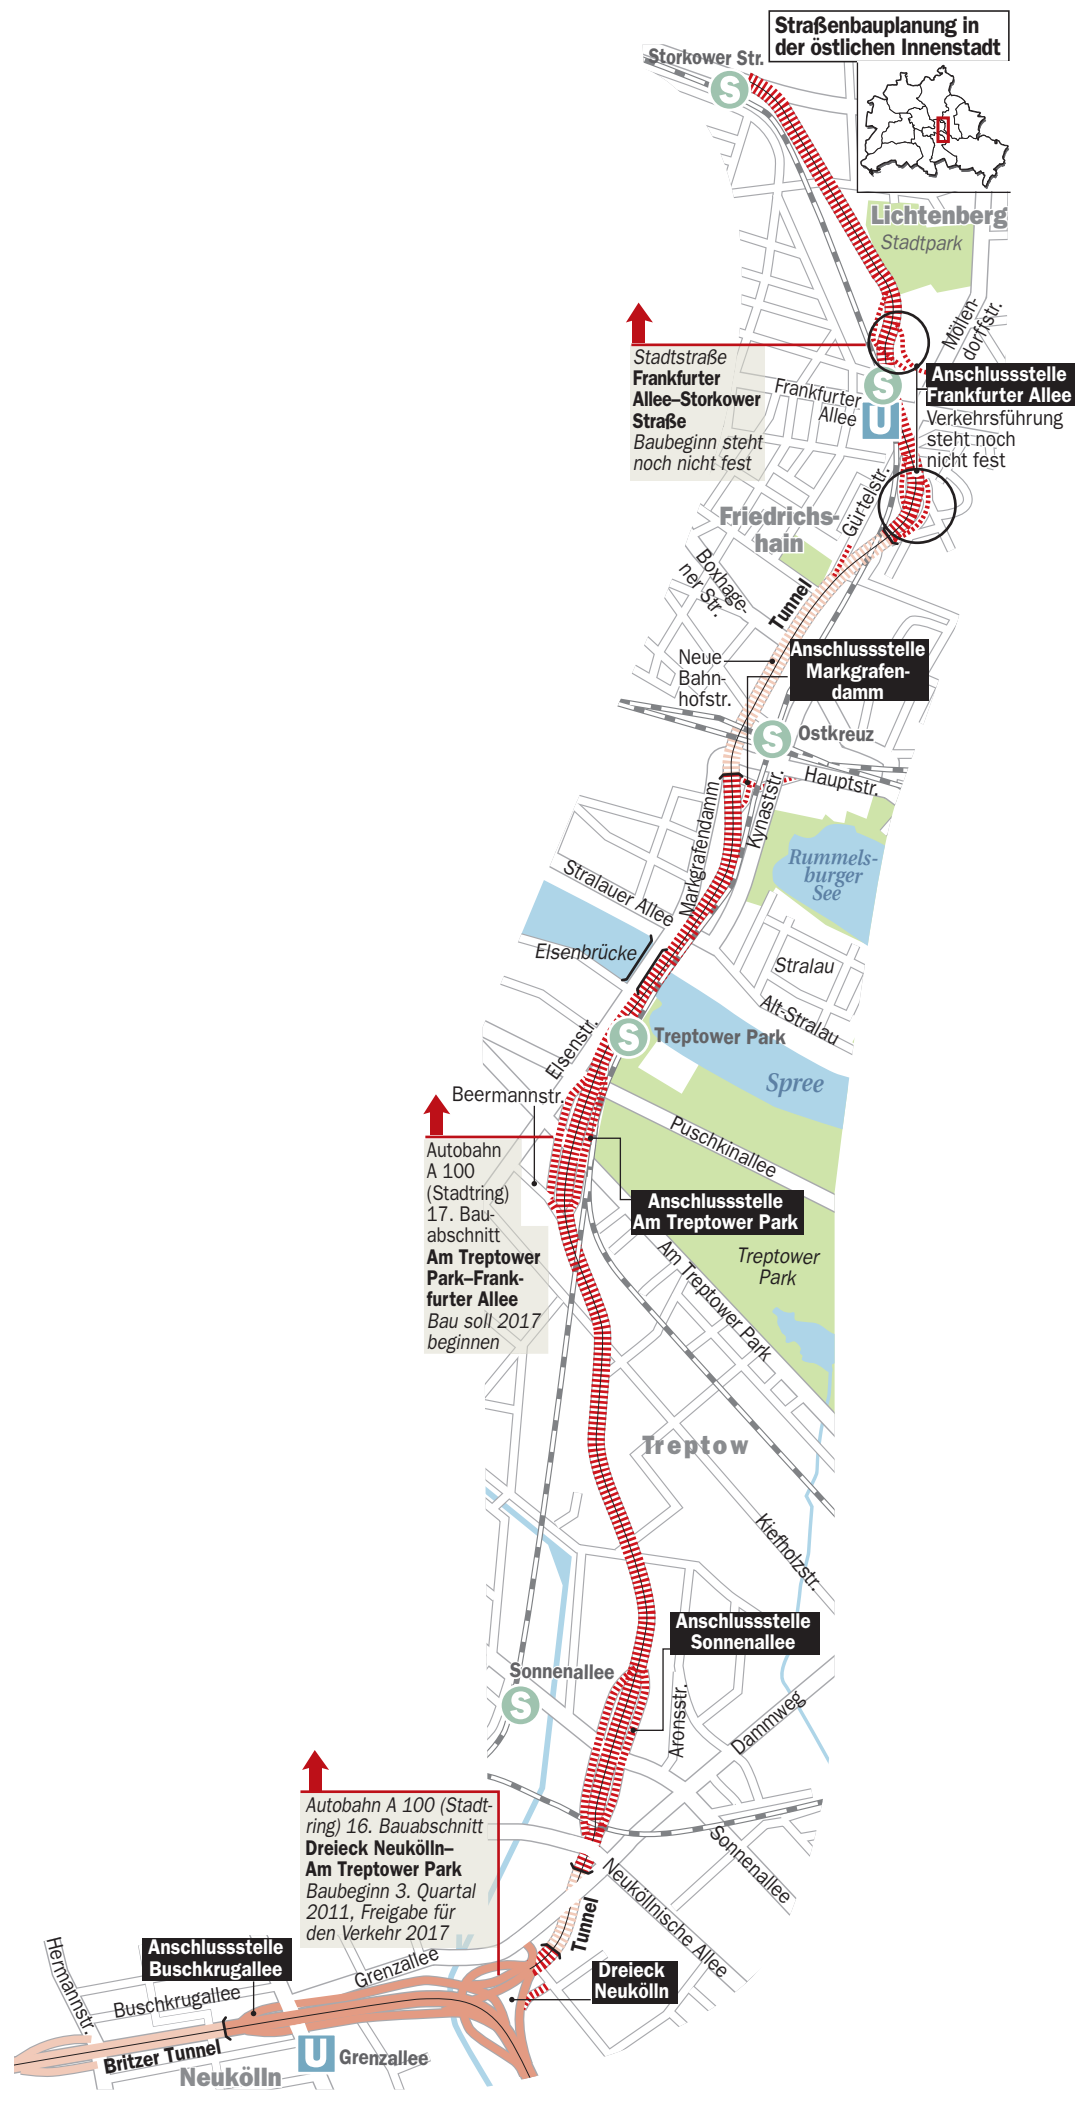 Straßenbauplanung in
der östlichen Innenstadt
Storkower Str.
S
Lichtenberg
Stadtpark
Möllen-
dorffstr.
Stadtstraße
Frankfurter
Allee–Storkower
Straße
Baubeginn steht
noch nicht fest
Frankfurter
Allee
S
U
Anschlussstelle
Frankfurter Allee
Verkehrsführung
steht noch
nicht fest
Gürtelstr.
Friedrichs-
hain
Boxhage-
ner Str.
Tunnel
Neue
Bahn-
hofstr.
Anschlussstelle
Markgrafen-
damm
S
Ostkreuz
Hauptstr.
Markgrafendamm
Kynaststr.
Rummels-
burger
See
Stralauer Allee
Elsenbrücke
Stralau
Alt-Stralau
Elsenstr.
S
Treptower Park
Spree
Beermannstr.
Puschkinallee
Autobahn
A 100
(Stadtring)
17. Bau-
abschnitt
Am Treptower
Park–Frank-
furter Allee
Bau soll 2017
beginnen
Anschlussstelle
Am Treptower Park
Am Treptower Park
Treptower
Park
Treptow
Kiefholzstr.
Anschlussstelle
Sonnenallee
Sonnenallee
S
Aronsstr.
Dammweg
Autobahn A 100 (Stadt-
ring) 16. Bauabschnitt
Dreieck Neukölln–
Am Treptower Park
Baubeginn 3. Quartal
2011, Freigabe für
den Verkehr 2017
Sonnenallee
Neuköllnische Allee
Tunnel
Hermannstr.
Anschlussstelle
Buschkrugallee
Grenzallee
Dreieck
Neukölln
Buschkrugallee
Britzer Tunnel
U
Grenzallee
Neukölln